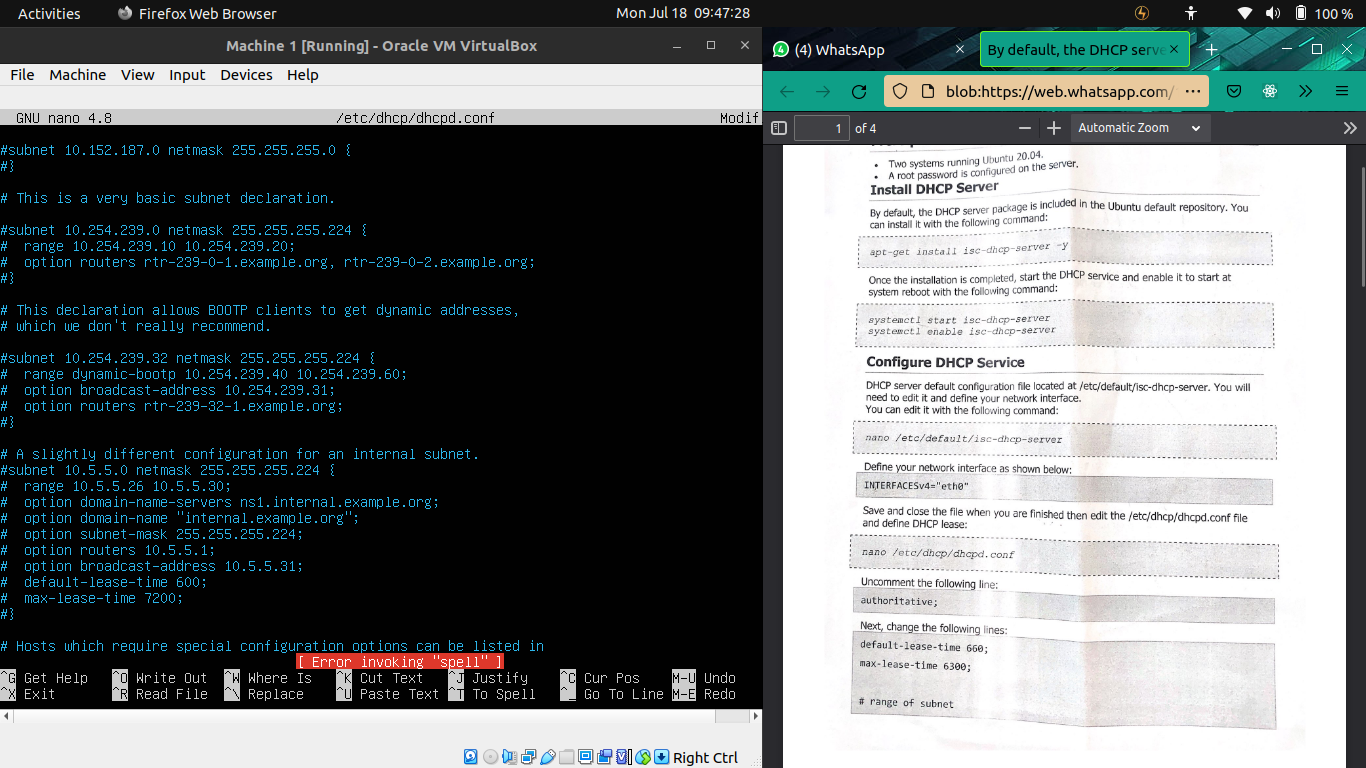 Activities Firefox Web Browser Mon Jul 18 09:47:28 100 %
Machine 1 [Running] - Oracle VM VirtualBox
File Machine View Input Devices Help
GNU nano 4.8 /etc/dhcp/dhcpd.conf Modif
#subnet 10.152.187.0 netmask 255.255.255.0 {
#}
# This is a very basic subnet declaration.
#subnet 10.254.239.0 netmask 255.255.255.224 {
#  range 10.254.239.10 10.254.239.20;
#  option routers rtr-239-0-1.example.org, rtr-239-0-2.example.org;
#}
# This declaration allows BOOTP clients to get dynamic addresses,
# which we don't really recommend.
#subnet 10.254.239.32 netmask 255.255.255.224 {
#  range dynamic-bootp 10.254.239.40 10.254.239.60;
#  option broadcast-address 10.254.239.31;
#  option routers rtr-239-32-1.example.org;
#}
# A slightly different configuration for an internal subnet.
#subnet 10.5.5.0 netmask 255.255.255.224 {
#  range 10.5.5.26 10.5.5.30;
#  option domain-name-servers ns1.internal.example.org;
#  option domain-name "internal.example.org";
#  option subnet-mask 255.255.255.224;
#  option routers 10.5.5.1;
#  option broadcast-address 10.5.5.31;
#  default-lease-time 600;
#  max-lease-time 7200;
#}
# Hosts which require special configuration options can be listed in
[ Error invoking "spell" ]
^G Get Help ^O Write Out ^W Where Is ^K Cut Text ^J Justify ^C Cur Pos M-U Undo
^X Exit ^R Read File ^\ Replace ^U Paste Text ^T To Spell ^_ Go To Line M-E Redo
Right Ctrl
(4) WhatsApp By default, the DHCP serve
blob:https://web.whatsapp.com/
1 of 4 Automatic Zoom
• Two systems running Ubuntu 20.04.
• A root password is configured on the server.
Install DHCP Server
By default, the DHCP server package is included in the Ubuntu default repository. You
can install it with the following command:
apt-get install isc-dhcp-server -y
Once the installation is completed, start the DHCP service and enable it to start at
system reboot with the following command:
systemctl start isc-dhcp-server
systemctl enable isc-dhcp-server
Configure DHCP Service
DHCP server default configuration file located at /etc/default/isc-dhcp-server. You will
need to edit it and define your network interface.
You can edit it with the following command:
nano /etc/default/isc-dhcp-server
Define your network interface as shown below:
INTERFACESv4="eth0"
Save and close the file when you are finished then edit the /etc/dhcp/dhcpd.conf file
and define DHCP lease:
nano /etc/dhcp/dhcpd.conf
Uncomment the following line:
authoritative;
Next, change the following lines:
default-lease-time 660;
max-lease-time 6300;
# range of subnet